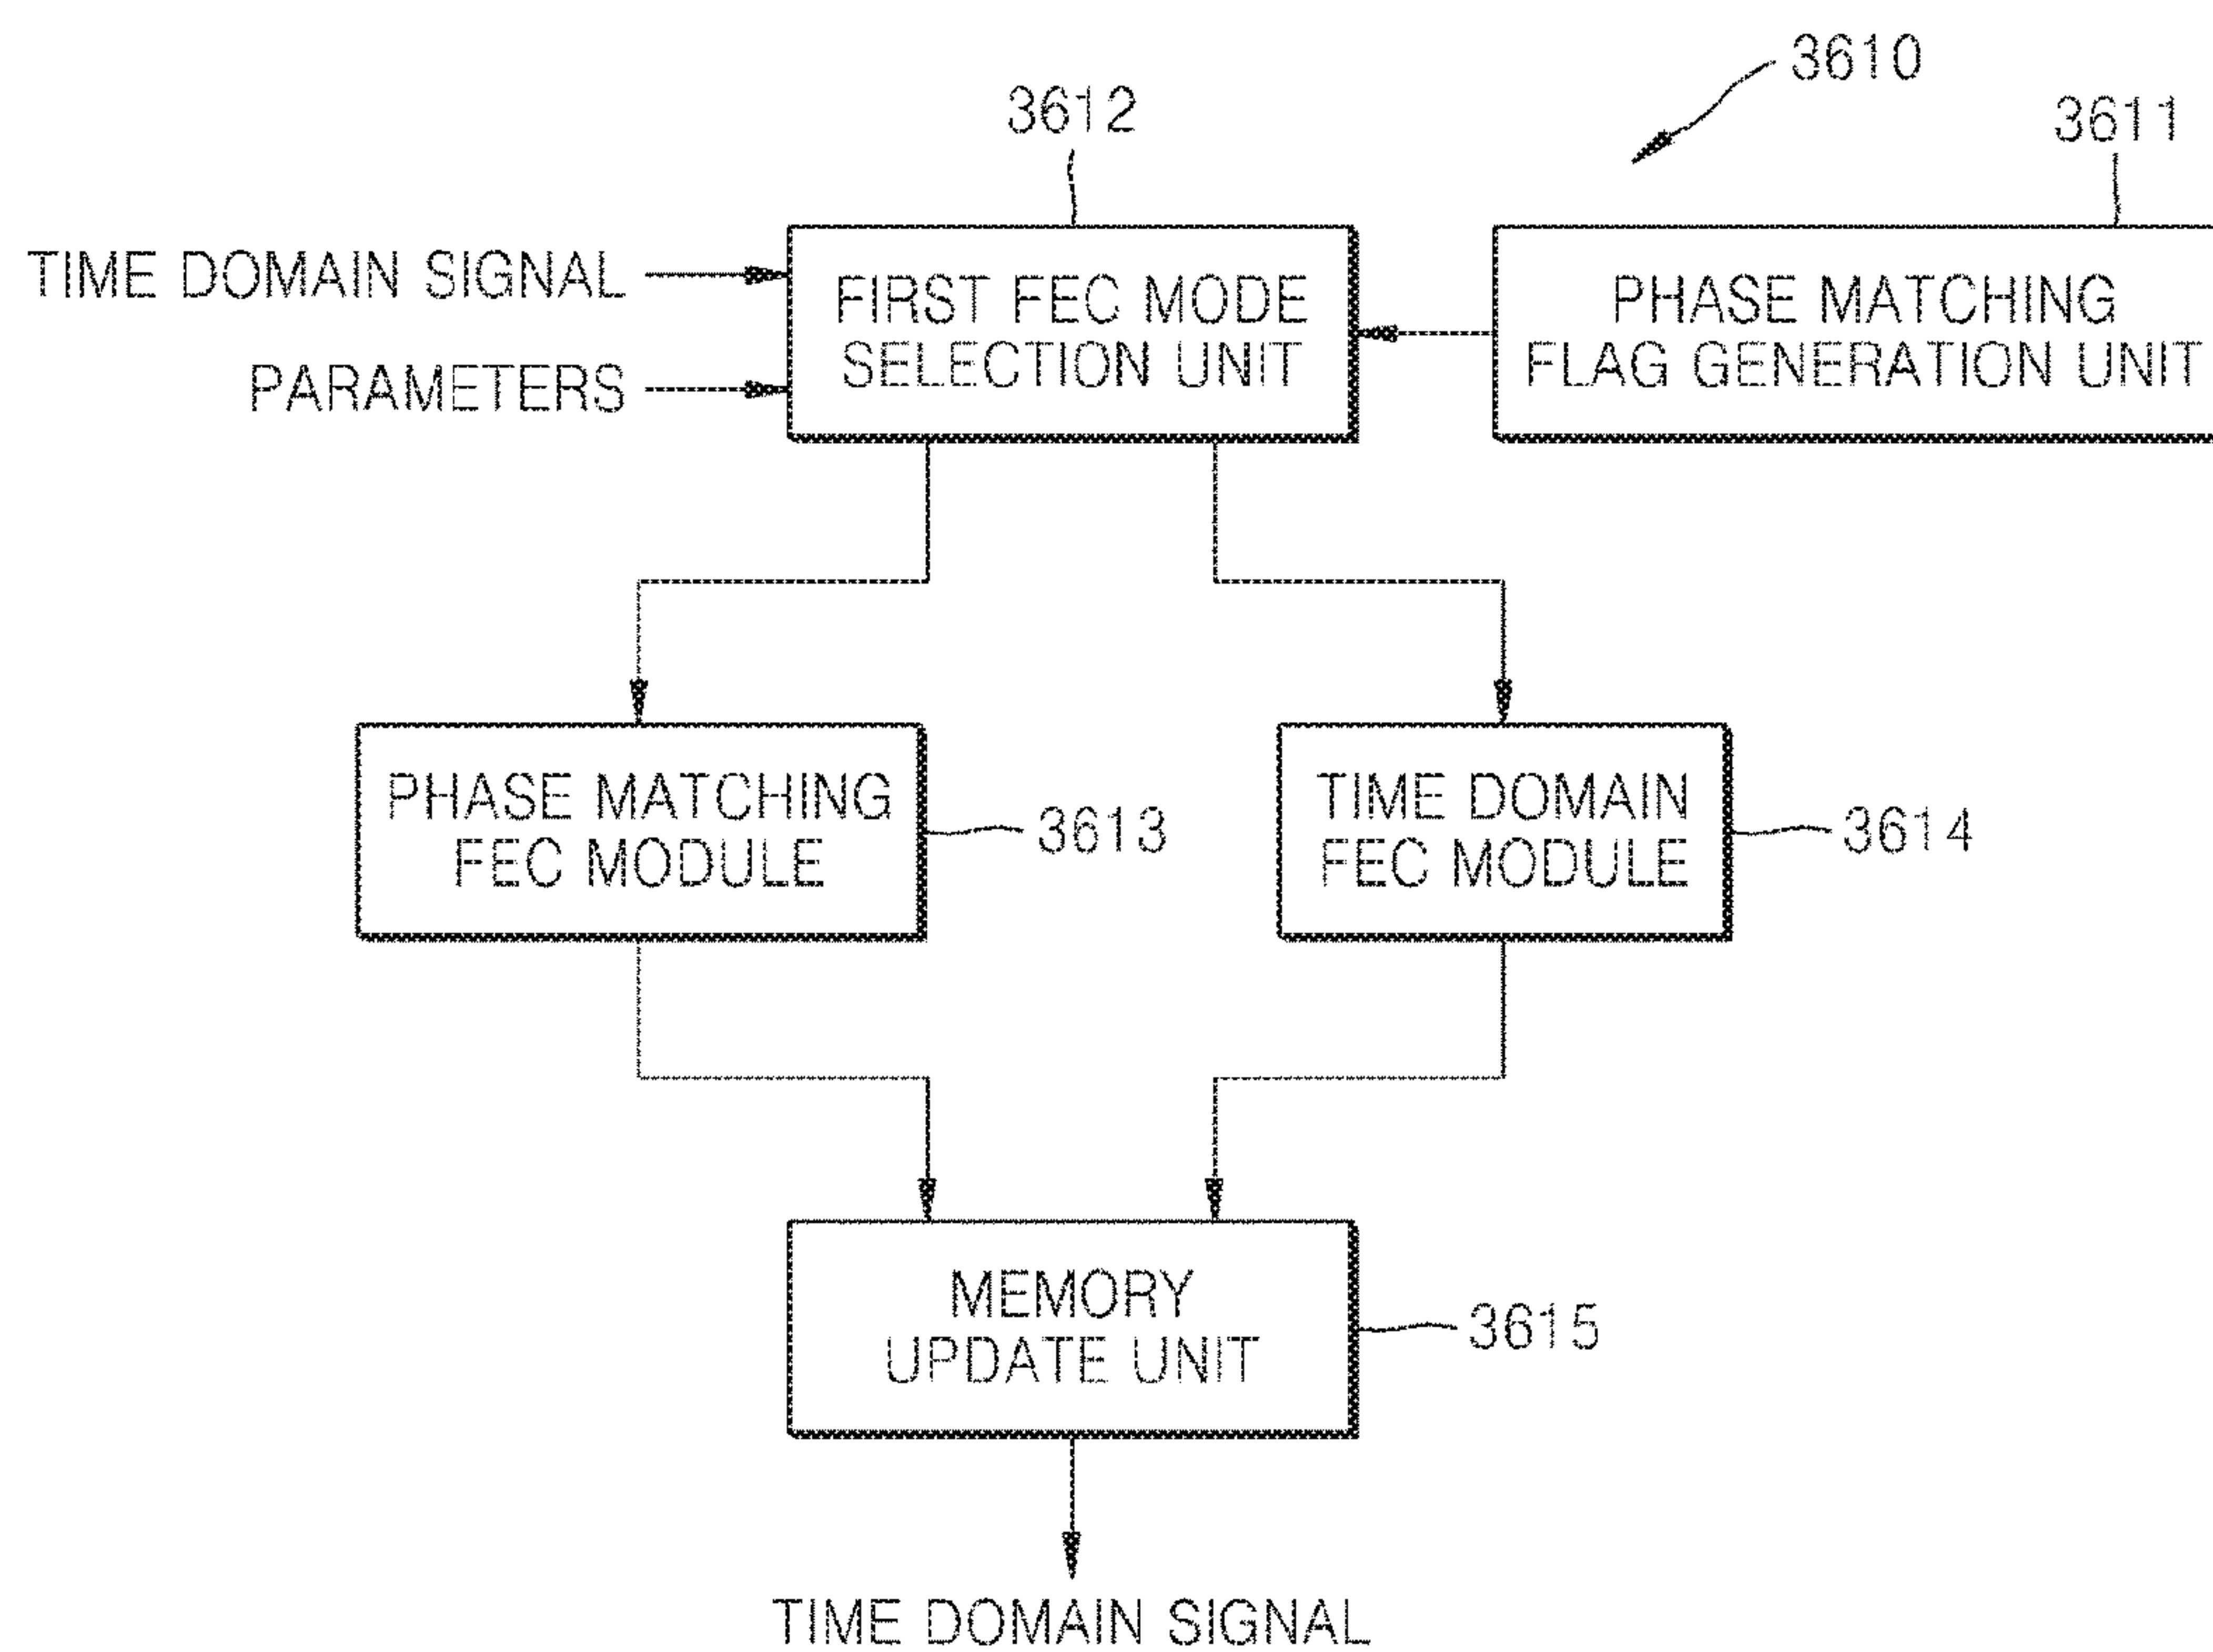 3610
3612
3611
TIME DOMAIN SIGNAL
PARAMETERS
FIRST FEC MODE
SELECTION UNIT
PHASE MATCHING
FLAG GENERATION UNIT
PHASE MATCHING
FEC MODULE
3613
TIME DOMAIN
FEC MODULE
3614
MEMORY
UPDATE UNIT
3615
TIME DOMAIN SIGNAL